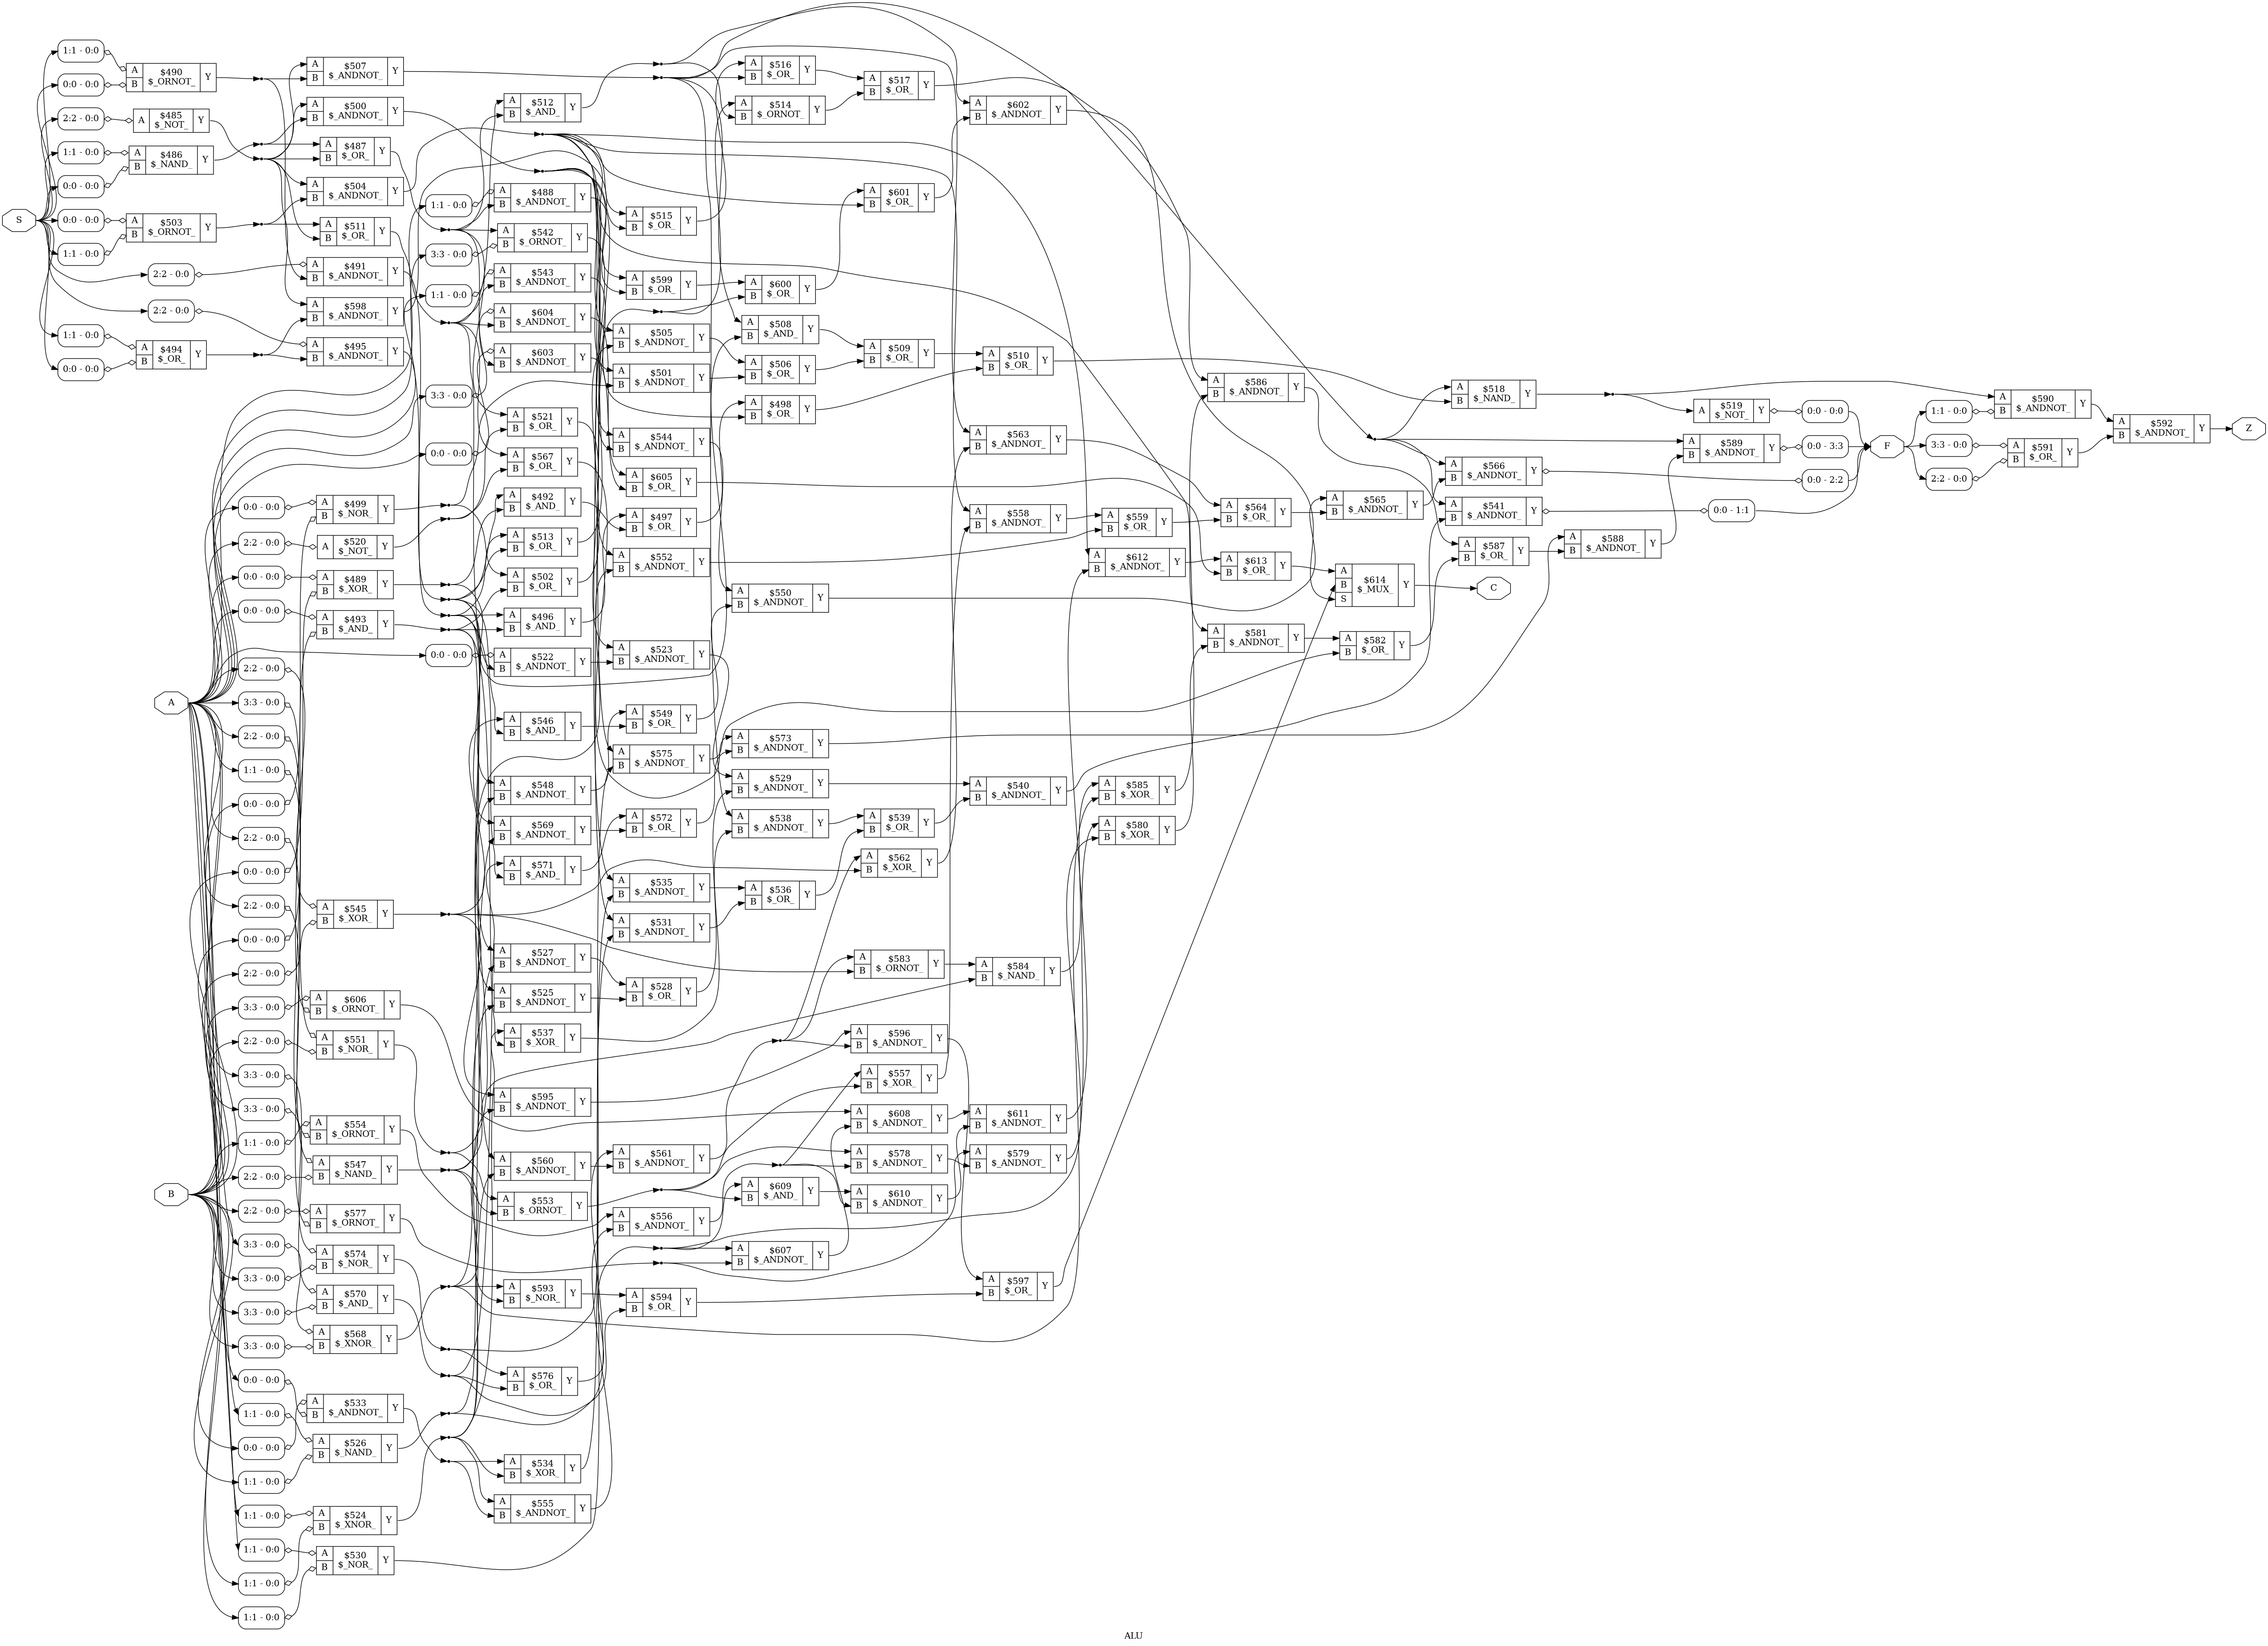 S
A
B
1:1 - 0:0
0:0 - 0:0
2:2 - 0:0
1:1 - 0:0
0:0 - 0:0
0:0 - 0:0
1:1 - 0:0
2:2 - 0:0
2:2 - 0:0
1:1 - 0:0
0:0 - 0:0
A $490 Y
B $_ORNOT_
A $485 Y
$_NOT_
A $486 Y
B $_NAND_
A $503 Y
B $_ORNOT_
A $494 Y
B $_OR_
0:0 - 0:0
2:2 - 0:0
0:0 - 0:0
0:0 - 0:0
2:2 - 0:0
3:3 - 0:0
2:2 - 0:0
1:1 - 0:0
0:0 - 0:0
2:2 - 0:0
0:0 - 0:0
2:2 - 0:0
0:0 - 0:0
2:2 - 0:0
3:3 - 0:0
2:2 - 0:0
3:3 - 0:0
3:3 - 0:0
1:1 - 0:0
2:2 - 0:0
2:2 - 0:0
3:3 - 0:0
3:3 - 0:0
3:3 - 0:0
3:3 - 0:0
0:0 - 0:0
1:1 - 0:0
0:0 - 0:0
1:1 - 0:0
1:1 - 0:0
1:1 - 0:0
1:1 - 0:0
1:1 - 0:0
A $507 Y
B $_ANDNOT_
A $500 Y
B $_ANDNOT_
A $487 Y
B $_OR_
A $504 Y
B $_ANDNOT_
A $511 Y
B $_OR_
A $491 Y
B $_ANDNOT_
A $598 Y
B $_ANDNOT_
A $495 Y
B $_ANDNOT_
A $499 Y
B $_NOR_
A $520 Y
$_NOT_
A $489 Y
B $_XOR_
A $493 Y
B $_AND_
A $545 Y
B $_XOR_
A $606 Y
B $_ORNOT_
A $551 Y
B $_NOR_
A $554 Y
B $_ORNOT_
A $547 Y
B $_NAND_
A $577 Y
B $_ORNOT_
A $574 Y
B $_NOR_
A $570 Y
B $_AND_
A $568 Y
B $_XNOR_
A $533 Y
B $_ANDNOT_
A $526 Y
B $_NAND_
A $524 Y
B $_XNOR_
A $530 Y
B $_NOR_
1:1 - 0:0
3:3 - 0:0
1:1 - 0:0
3:3 - 0:0
0:0 - 0:0
0:0 - 0:0
A $512 Y
B $_AND_
A $488 Y
B $_ANDNOT_
A $542 Y
B $_ORNOT_
A $543 Y
B $_ANDNOT_
A $604 Y
B $_ANDNOT_
A $603 Y
B $_ANDNOT_
A $521 Y
B $_OR_
A $567 Y
B $_OR_
A $492 Y
B $_AND_
A $513 Y
B $_OR_
A $502 Y
B $_OR_
A $496 Y
B $_AND_
A $522 Y
B $_ANDNOT_
A $546 Y
B $_AND_
A $548 Y
B $_ANDNOT_
A $569 Y
B $_ANDNOT_
A $571 Y
B $_AND_
A $527 Y
B $_ANDNOT_
A $525 Y
B $_ANDNOT_
A $537 Y
B $_XOR_
A $595 Y
B $_ANDNOT_
A $560 Y
B $_ANDNOT_
A $553 Y
B $_ORNOT_
A $593 Y
B $_NOR_
A $576 Y
B $_OR_
A $534 Y
B $_XOR_
A $555 Y
B $_ANDNOT_
A $515 Y
B $_OR_
A $599 Y
B $_OR_
A $505 Y
B $_ANDNOT_
A $501 Y
B $_ANDNOT_
A $544 Y
B $_ANDNOT_
A $605 Y
B $_OR_
A $497 Y
B $_OR_
A $552 Y
B $_ANDNOT_
A $523 Y
B $_ANDNOT_
A $549 Y
B $_OR_
A $575 Y
B $_ANDNOT_
A $572 Y
B $_OR_
A $535 Y
B $_ANDNOT_
A $531 Y
B $_ANDNOT_
A $528 Y
B $_OR_
A $561 Y
B $_ANDNOT_
A $556 Y
B $_ANDNOT_
A $594 Y
B $_OR_
A $516 Y
B $_OR_
A $514 Y
B $_ORNOT_
A $600 Y
B $_OR_
A $508 Y
B $_AND_
A $506 Y
B $_OR_
A $498 Y
B $_OR_
A $550 Y
B $_ANDNOT_
A $573 Y
B $_ANDNOT_
A $529 Y
B $_ANDNOT_
A $538 Y
B $_ANDNOT_
A $536 Y
B $_OR_
A $609 Y
B $_AND_
A $607 Y
B $_ANDNOT_
A $517 Y
B $_OR_
A $601 Y
B $_OR_
A $509 Y
B $_OR_
A $539 Y
B $_OR_
A $562 Y
B $_XOR_
A $583 Y
B $_ORNOT_
A $596 Y
B $_ANDNOT_
A $557 Y
B $_XOR_
A $608 Y
B $_ANDNOT_
A $578 Y
B $_ANDNOT_
A $610 Y
B $_ANDNOT_
A $602 Y
B $_ANDNOT_
A $510 Y
B $_OR_
A $563 Y
B $_ANDNOT_
A $558 Y
B $_ANDNOT_
A $540 Y
B $_ANDNOT_
A $584 Y
B $_NAND_
A $611 Y
B $_ANDNOT_
A $579 Y
B $_ANDNOT_
A $597 Y
B $_OR_
A $559 Y
B $_OR_
A $612 Y
B $_ANDNOT_
A $585 Y
B $_XOR_
A $580 Y
B $_XOR_
A $586 Y
B $_ANDNOT_
A $564 Y
B $_OR_
A $613 Y
B $_OR_
A $581 Y
B $_ANDNOT_
A $565 Y
B $_ANDNOT_
A
B $614 Y
S $_MUX_
A $582 Y
B $_OR_
A $518 Y
B $_NAND_
A $566 Y
B $_ANDNOT_
A $541 Y
B $_ANDNOT_
A $587 Y
B $_OR_
C
A $588 Y
B $_ANDNOT_
A $519 Y
$_NOT_
A $589 Y
B $_ANDNOT_
0:0 - 1:1
0:0 - 0:0
0:0 - 3:3
0:0 - 2:2
F
1:1 - 0:0
3:3 - 0:0
2:2 - 0:0
A $590 Y
B $_ANDNOT_
A $591 Y
B $_OR_
A $592 Y
B $_ANDNOT_
Z
ALU